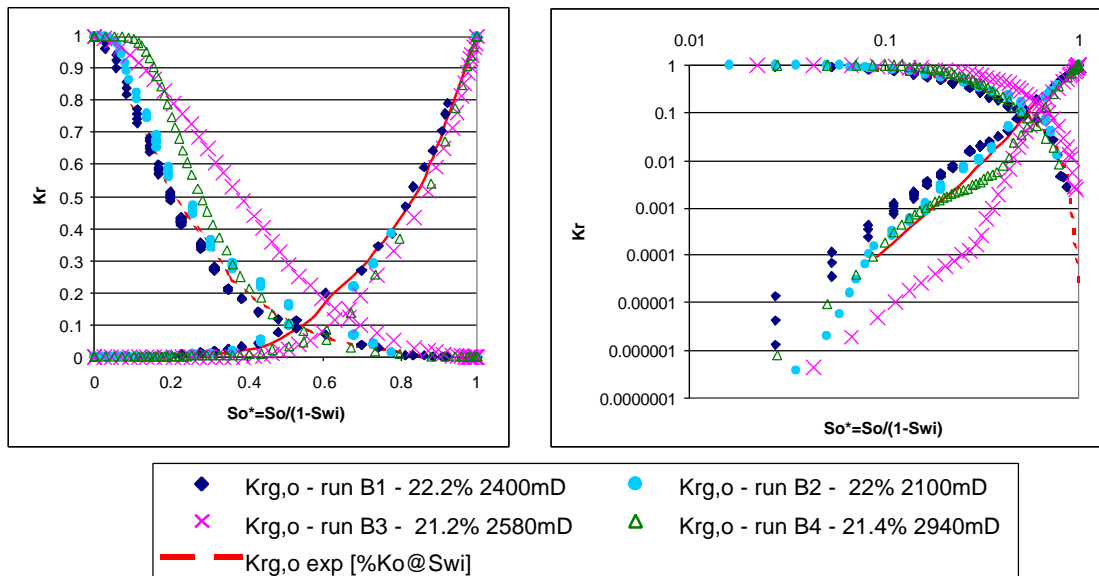 1
0.9
0.8
0.7
0.6
0.5
0.4
0.3
0.2
0.1
0
Kr
0 0.2 0.4 0.6 0.8 1
So*=So/(1-Swi)
0.01 0.1 1
1
0.1
0.01
0.001
0.0001
0.00001
0.000001
0.0000001
Kr
So*=So/(1-Swi)
Krg,o - run B1 - 22.2% 2400mD
Krg,o - run B2 - 22% 2100mD
Krg,o - run B3 - 21.2% 2580mD
Krg,o - run B4 - 21.4% 2940mD
Krg,o exp [%Ko@Swi]